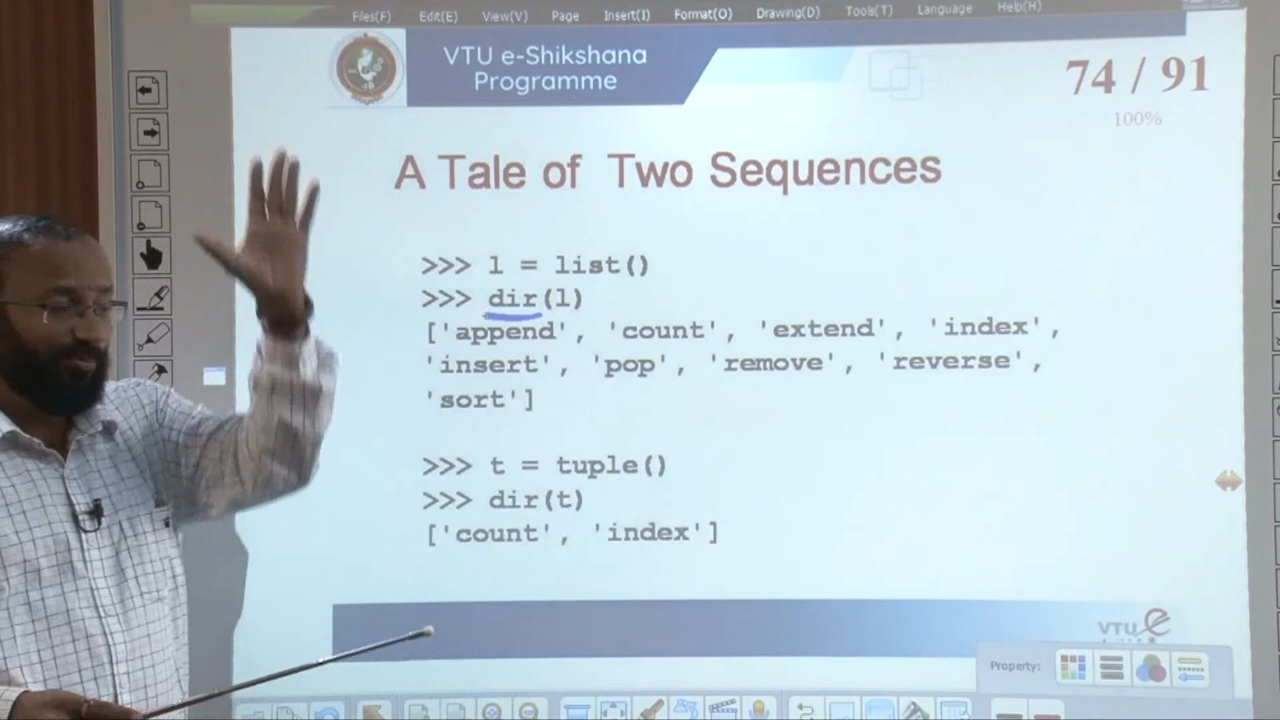 Files(F) Edit(E) View(V) Page Insert(I) Format(O) Drawing(D) Tools(T) Language Help(H)
VTU e-Shikshana
Programme
74 / 91
100%
A Tale of Two Sequences
>>> l = list()
>>> dir(l)
['append', 'count', 'extend', 'index',
'insert', 'pop', 'remove', 'reverse',
'sort']
>>> t = tuple()
>>> dir(t)
['count', 'index']
VTU e
Property: